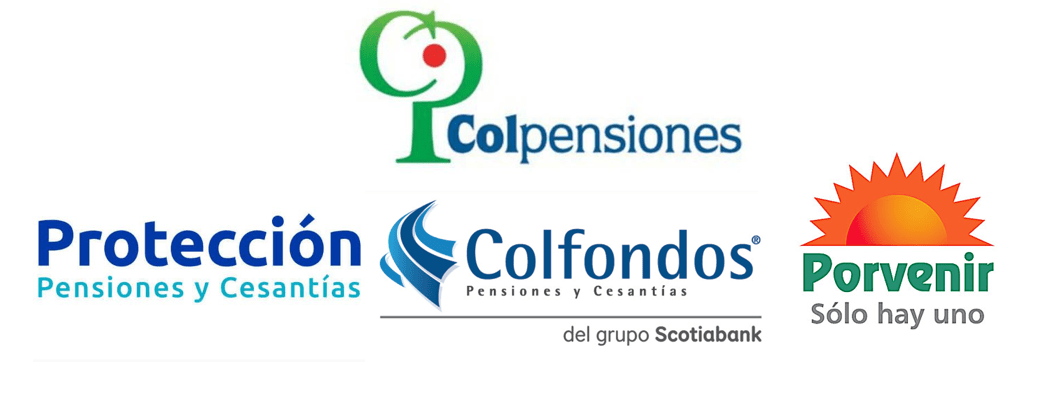 Colpensiones
Protección
Pensiones y Cesantías
Colfondos®
Pensiones y Cesantías
del grupo Scotiabank
Porvenir
Sólo hay uno